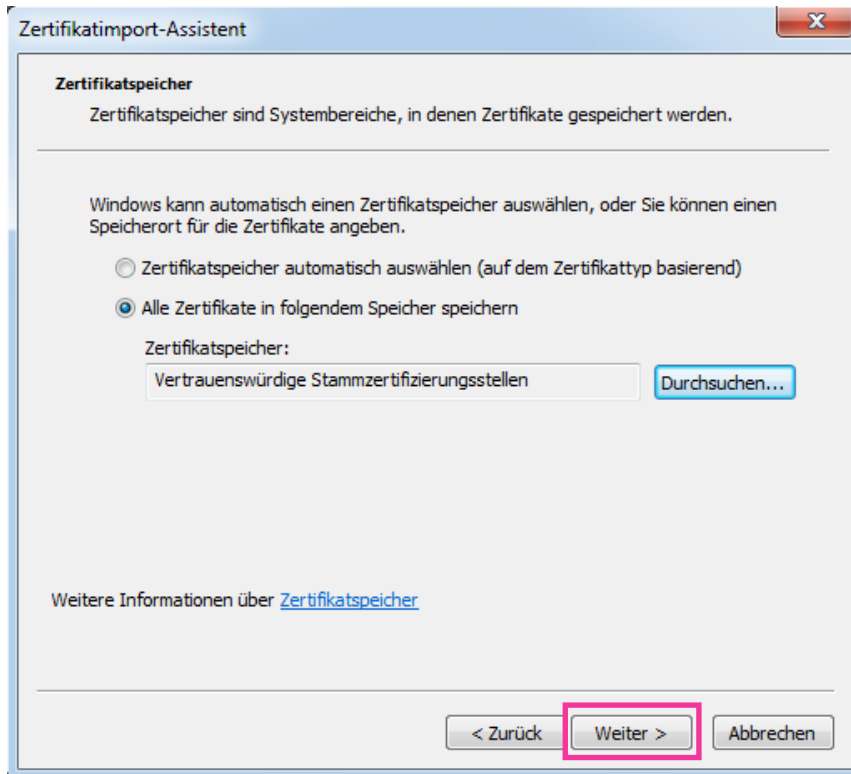 Zertifikatimport-Assistent
Zertifikatspeicher
Zertifikatspeicher sind Systembereiche, in denen Zertifikate gespeichert werden.
Windows kann automatisch einen Zertifikatspeicher auswählen, oder Sie können einen
Speicherort für die Zertifikate angeben.
Zertifikatspeicher automatisch auswählen (auf dem Zertifikattyp basierend)
Alle Zertifikate in folgendem Speicher speichern
Zertifikatspeicher:
Vertrauenswürdige Stammzertifizierungsstellen
Durchsuchen...
Weitere Informationen über Zertifikatspeicher
< Zurück
Weiter >
Abbrechen